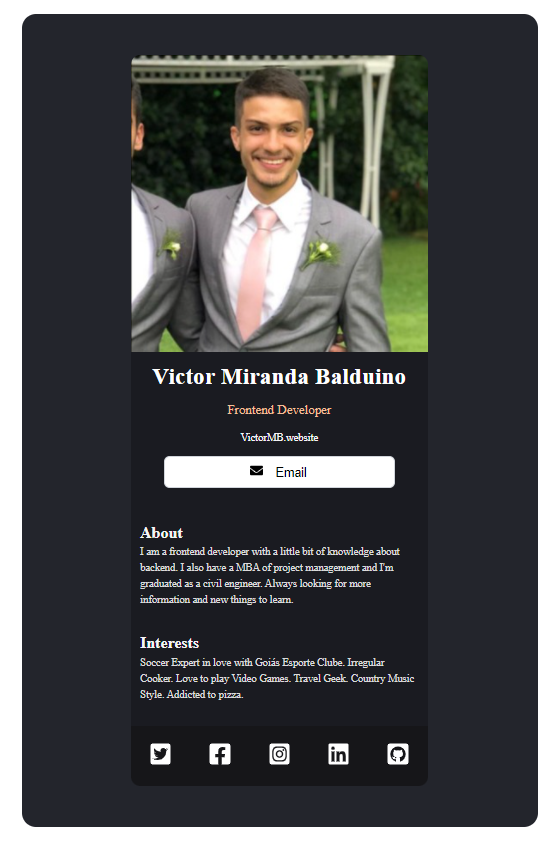 Victor Miranda Balduino
Frontend Developer
VictorMB.website
Email
About
I am a frontend developer with a little bit of knowledge about
backend. I also have a MBA of project management and I'm
graduated as a civil engineer. Always looking for more
information and new things to learn.
Interests
Soccer Expert in love with Goiás Esporte Clube. Irregular
Cooker. Love to play Video Games. Travel Geek. Country Music
Style. Addicted to pizza.